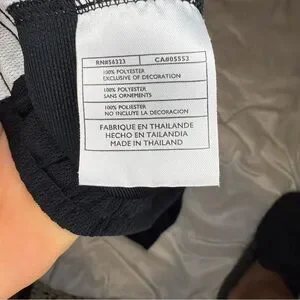 RN#56323 CA#05553
100% POLYESTER
EXCLUSIVE OF DECORATION
100% POLYESTER
SANS ORNEMENTS
100% POLYESTER
NO INCLUYE LA DECORACION
FABRIQUE EN THAILANDE
HECHO EN TAILANDIA
MADE IN THAILAND